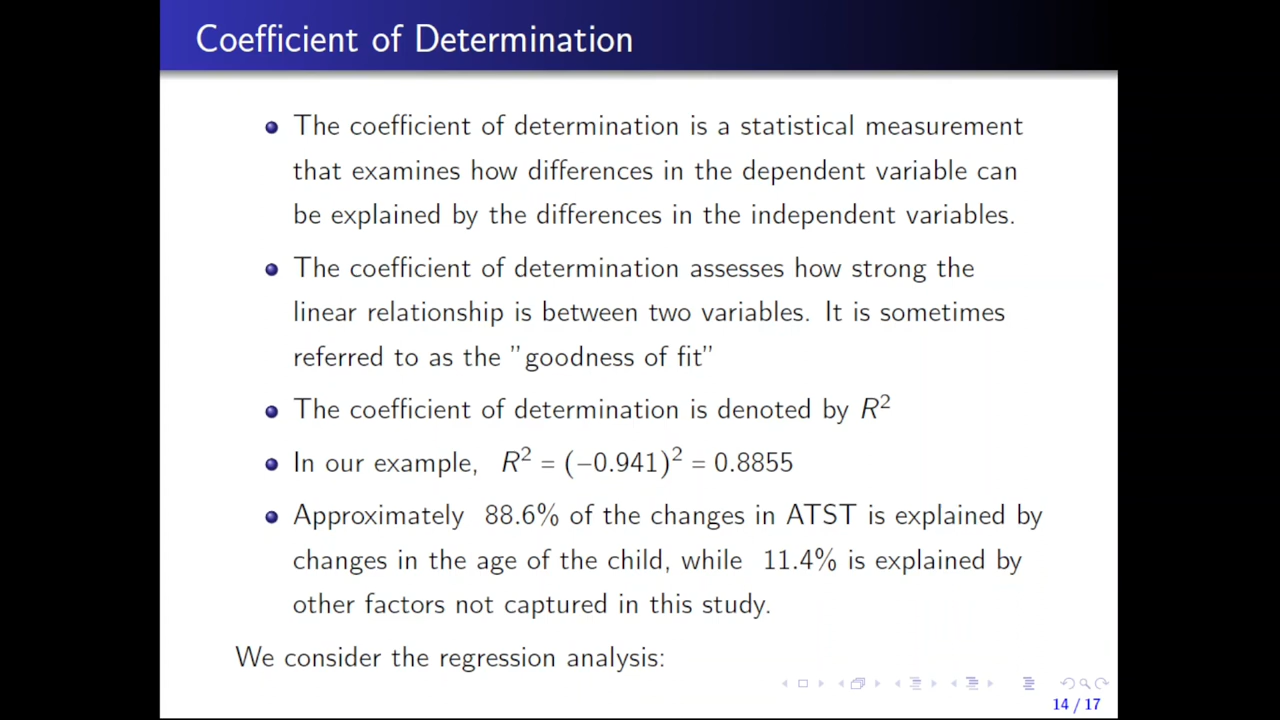 Coefficient of Determination
The coefficient of determination is a statistical measurement
that examines how differences in the dependent variable can
be explained by the differences in the independent variables.
The coefficient of determination assesses how strong the
linear relationship is between two variables. It is sometimes
referred to as the ”goodness of fit”
The coefficient of determination is denoted by R²
In our example, R² = (−0.941)² = 0.8855
Approximately 88.6% of the changes in ATST is explained by
changes in the age of the child, while 11.4% is explained by
other factors not captured in this study.
We consider the regression analysis:
14 / 17